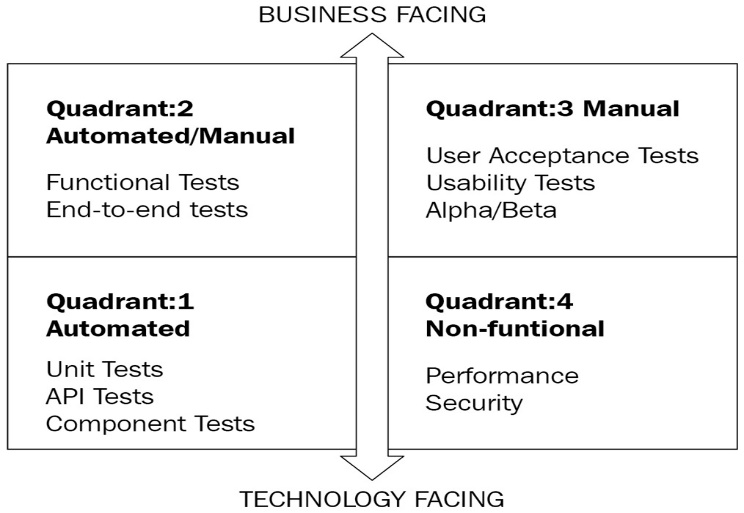 BUSINESS FACING
Quadrant:2
Automated/Manual
Functional Tests
End-to-end tests
Quadrant:3 Manual
User Acceptance Tests
Usability Tests
Alpha/Beta
Quadrant:1
Automated
Unit Tests
API Tests
Component Tests
Quadrant:4
Non-funtional
Performance
Security
TECHNOLOGY FACING